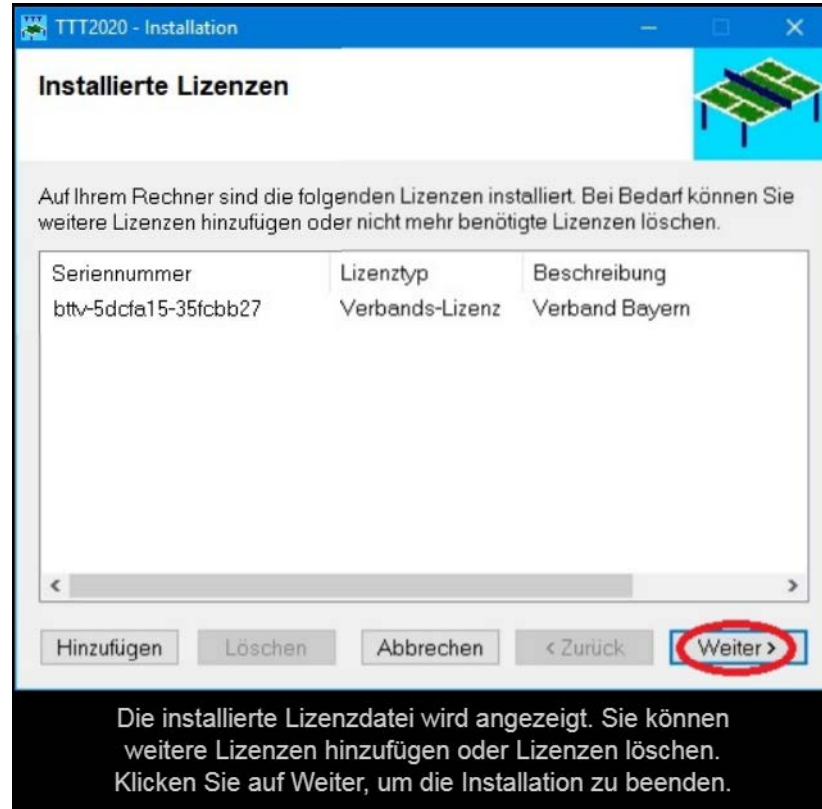 TTT2020 - Installation
Installierte Lizenzen
Auf Ihrem Rechner sind die folgenden Lizenzen installiert. Bei Bedarf können Sie
weitere Lizenzen hinzufügen oder nicht mehr benötigte Lizenzen löschen.
Seriennummer Lizenztyp Beschreibung
bttv-5dcfa15-35fcbb27 Verbands-Lizenz Verband Bayern
Hinzufügen Löschen Abbrechen < Zurück Weiter >
Die installierte Lizenzdatei wird angezeigt. Sie können
weitere Lizenzen hinzufügen oder Lizenzen löschen.
Klicken Sie auf Weiter, um die Installation zu beenden.